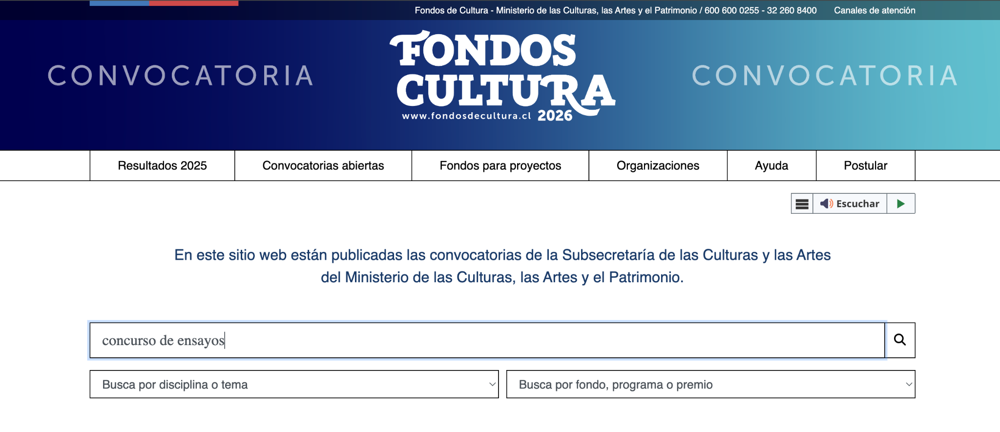 Fondos de Cultura - Ministerio de las Culturas, las Artes y el Patrimonio / 600 600 0255 - 32 260 8400 Canales de atención
CONVOCATORIA
FONDOS
CULTURA
www.fondosdecultura.cl 2026
CONVOCATORIA
Resultados 2025 Convocatorias abiertas Fondos para proyectos Organizaciones Ayuda Postular
Escuchar
En este sitio web están publicadas las convocatorias de la Subsecretaría de las Culturas y las Artes
del Ministerio de las Culturas, las Artes y el Patrimonio.
concurso de ensayos
Busca por disciplina o tema Busca por fondo, programa o premio